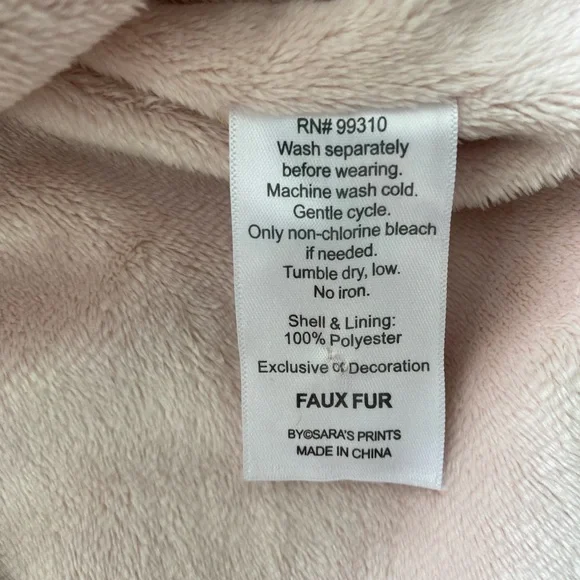 RN# 99310
Wash separately
before wearing.
Machine wash cold.
Gentle cycle.
Only non-chlorine bleach
if needed.
Tumble dry, low.
No iron.
Shell & Lining:
100% Polyester
Exclusive of Decoration
FAUX FUR
BY©SARA'S PRINTS
MADE IN CHINA